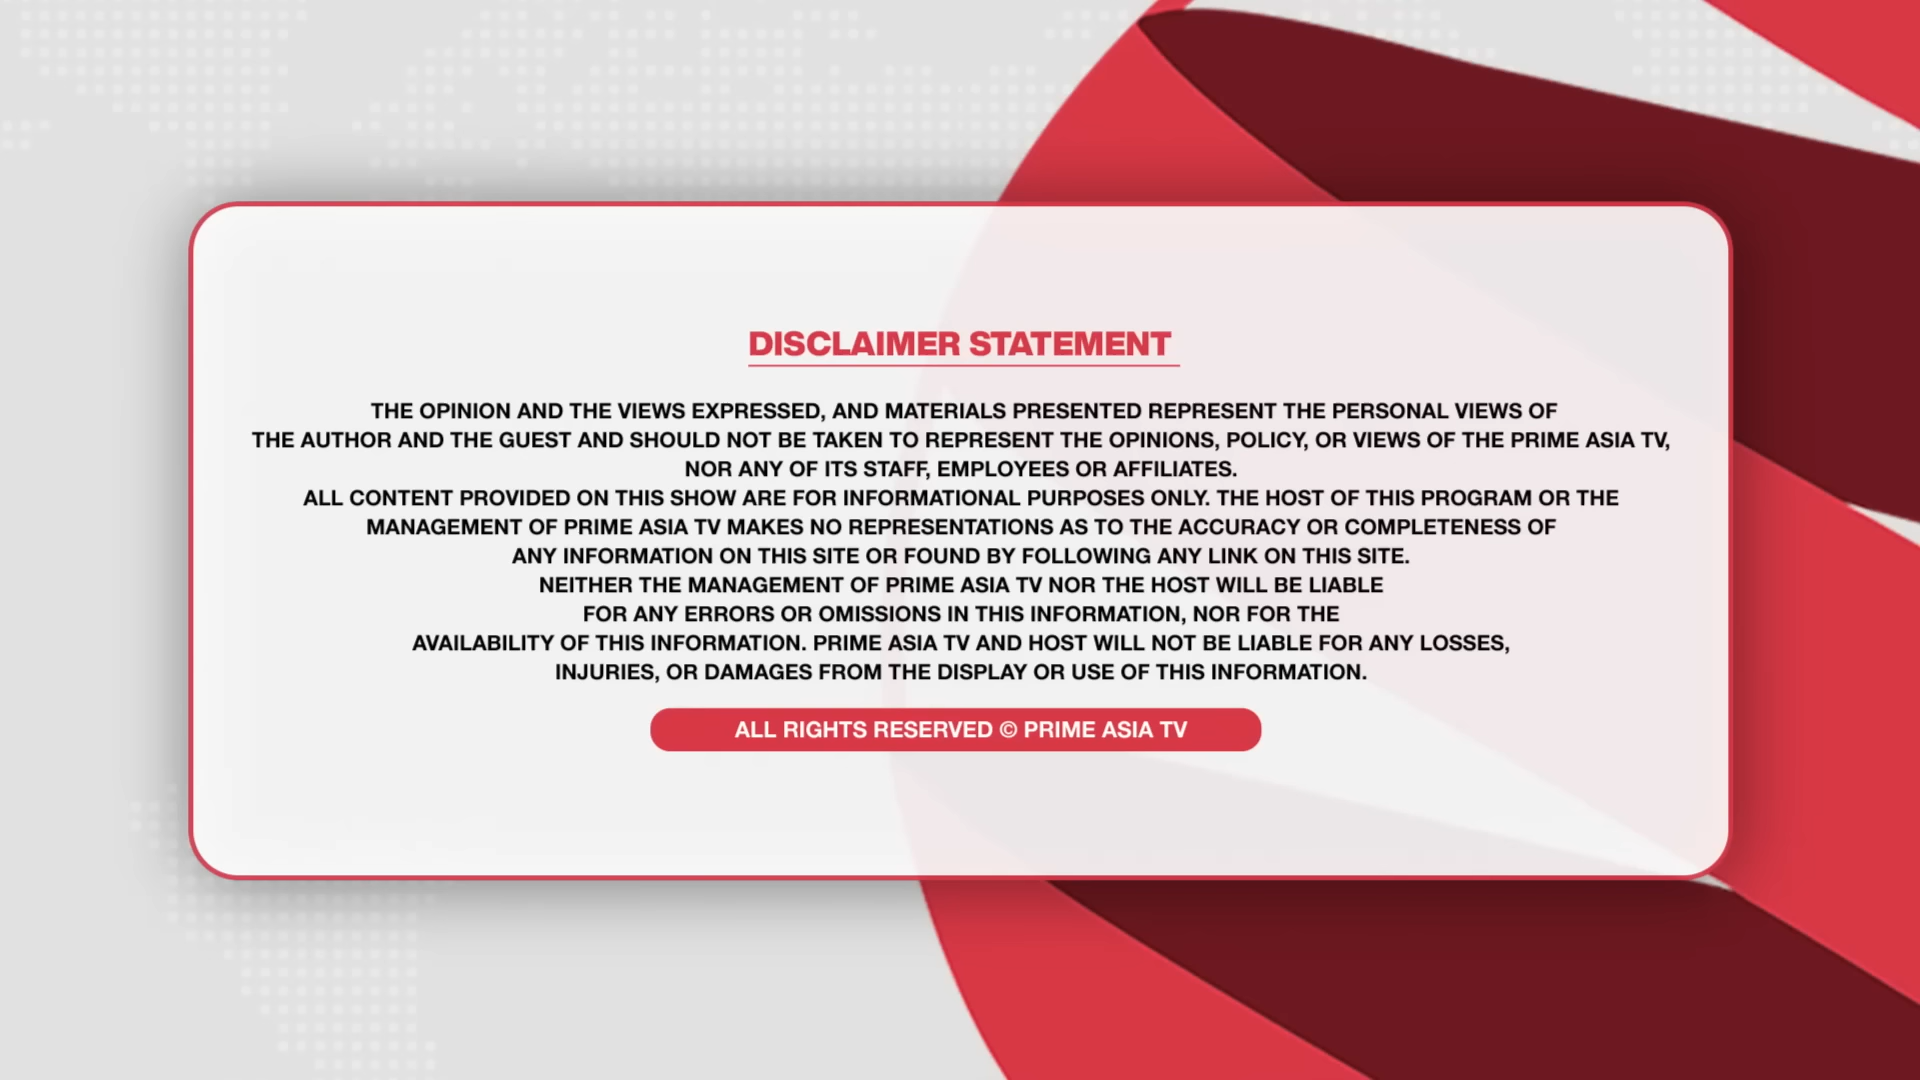 DISCLAIMER STATEMENT
THE OPINION AND THE VIEWS EXPRESSED, AND MATERIALS PRESENTED REPRESENT THE PERSONAL VIEWS OF
THE AUTHOR AND THE GUEST AND SHOULD NOT BE TAKEN TO REPRESENT THE OPINIONS, POLICY, OR VIEWS OF THE PRIME ASIA TV,
NOR ANY OF ITS STAFF, EMPLOYEES OR AFFILIATES.
ALL CONTENT PROVIDED ON THIS SHOW ARE FOR INFORMATIONAL PURPOSES ONLY. THE HOST OF THIS PROGRAM OR THE
MANAGEMENT OF PRIME ASIA TV MAKES NO REPRESENTATIONS AS TO THE ACCURACY OR COMPLETENESS OF
ANY INFORMATION ON THIS SITE OR FOUND BY FOLLOWING ANY LINK ON THIS SITE.
NEITHER THE MANAGEMENT OF PRIME ASIA TV NOR THE HOST WILL BE LIABLE
FOR ANY ERRORS OR OMISSIONS IN THIS INFORMATION, NOR FOR THE
AVAILABILITY OF THIS INFORMATION. PRIME ASIA TV AND HOST WILL NOT BE LIABLE FOR ANY LOSSES,
INJURIES, OR DAMAGES FROM THE DISPLAY OR USE OF THIS INFORMATION.
ALL RIGHTS RESERVED © PRIME ASIA TV